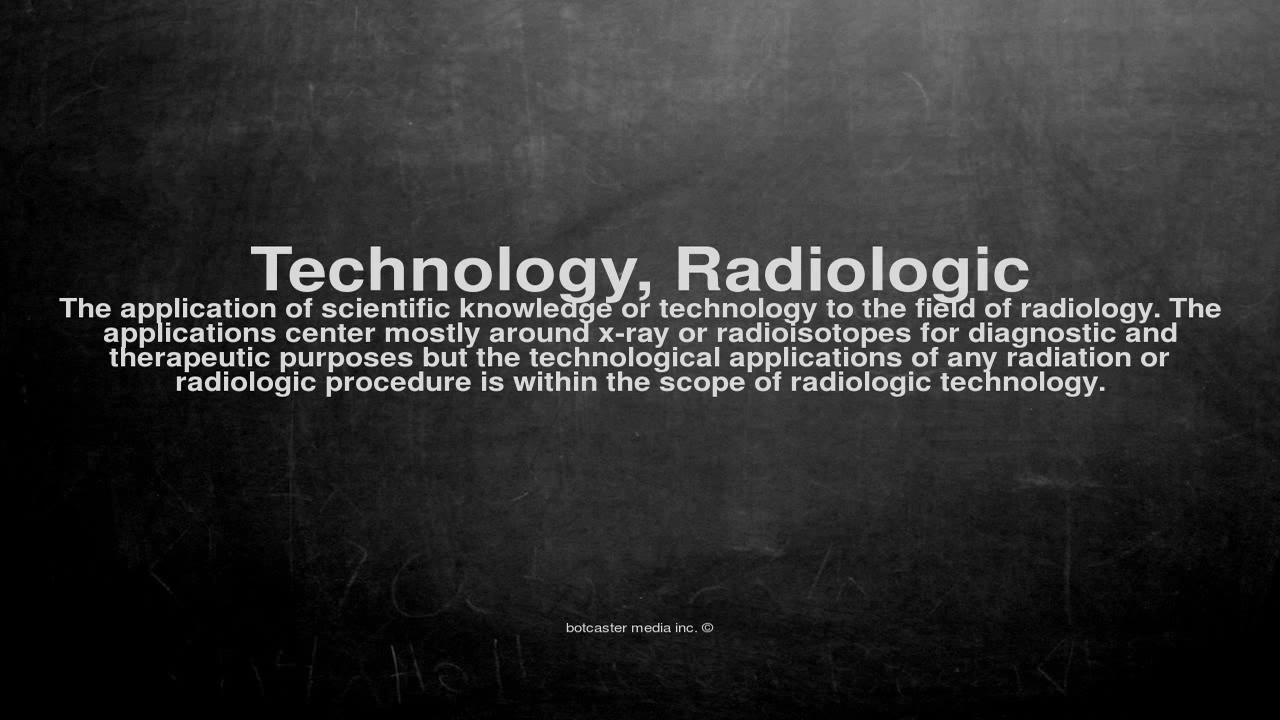 Technology, Radiologic
The application of scientific knowledge or technology to the field of radiology. The
applications center mostly around x-ray or radioisotopes for diagnostic and
therapeutic purposes but the technological applications of any radiation or
radiologic procedure is within the scope of radiologic technology.
botcaster media inc. ©